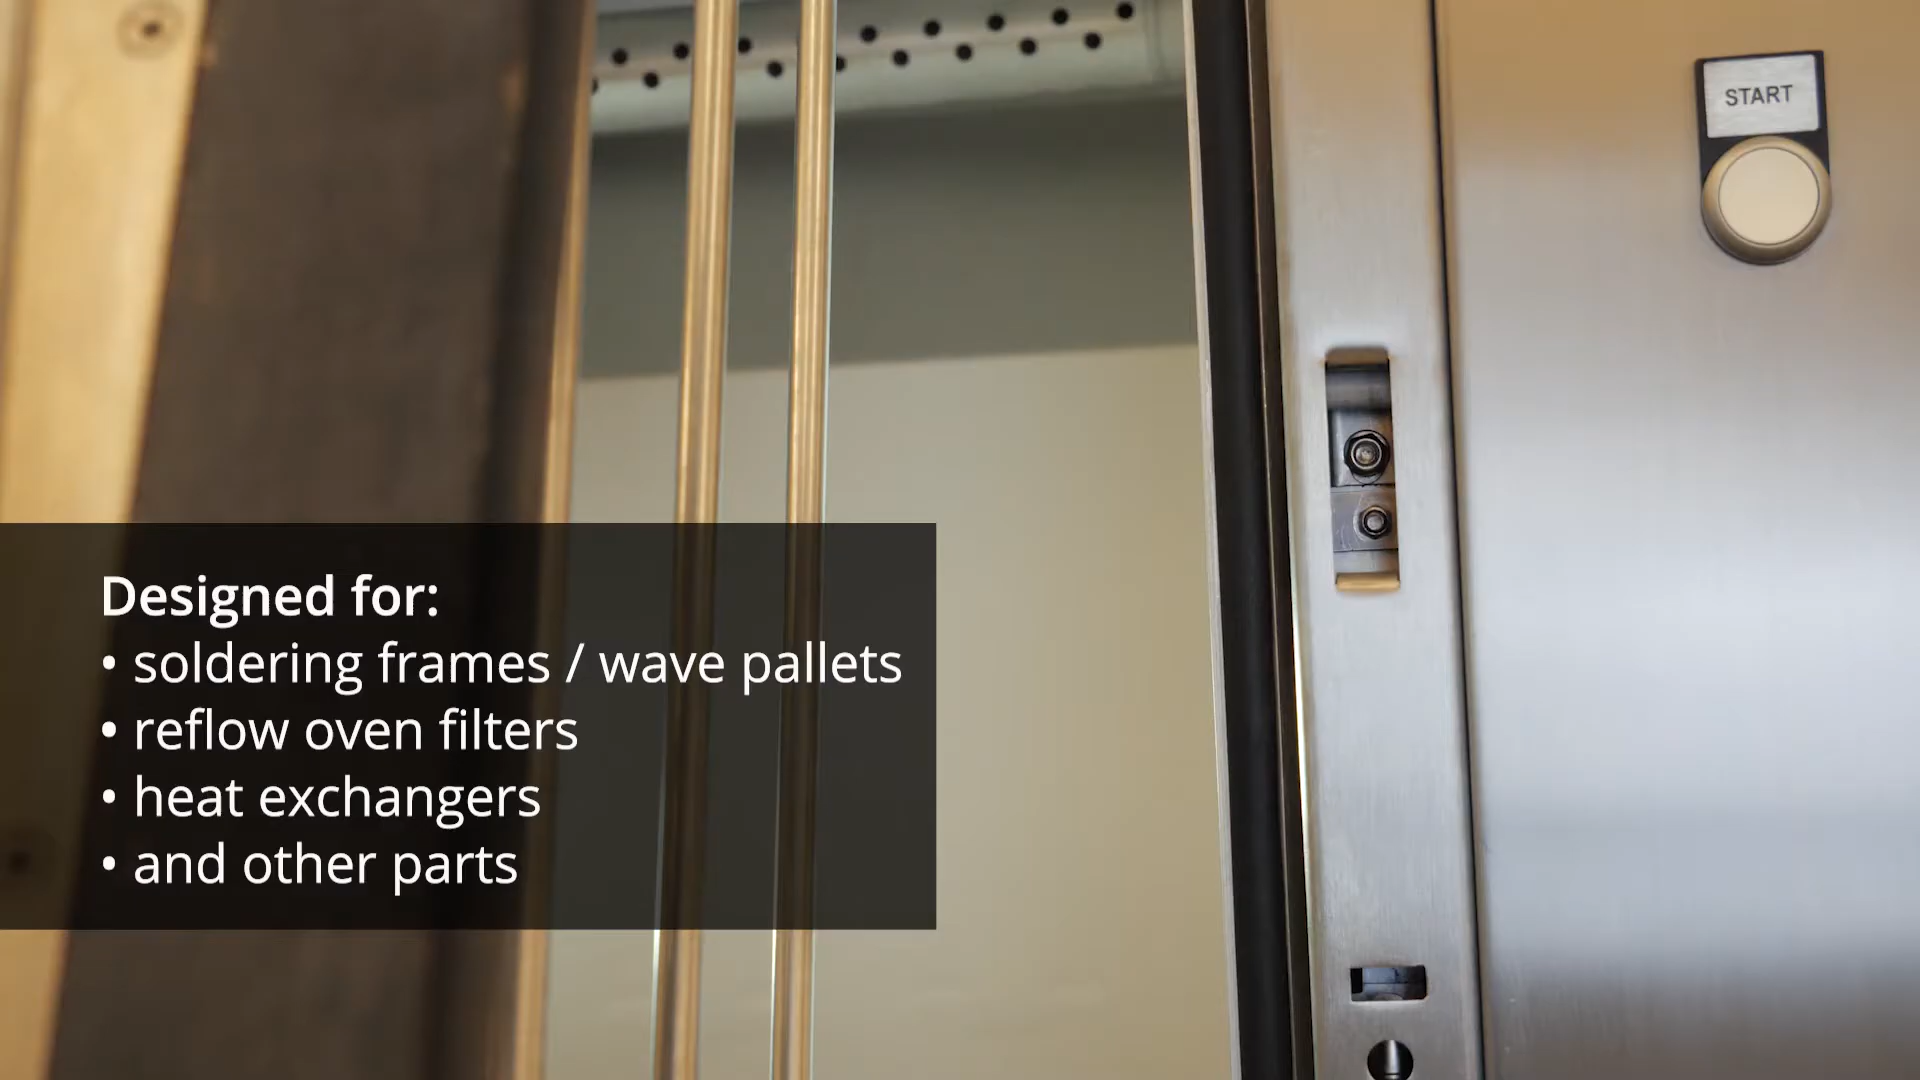 START
Designed for:
• soldering frames / wave pallets
• reflow oven filters
• heat exchangers
• and other parts